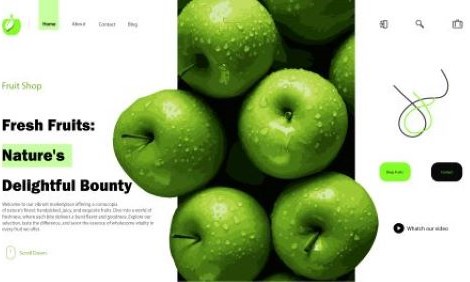 Home
About
Contact
Blog
Fruit Shop
Fresh Fruits:
Nature's
Delightful Bounty
Welcome to our vibrant marketplace offering a cornucopia
of nature's finest: handpicked, juicy, and exquisite fruits. Dive into a world of
freshness, where each bite delivers a burst flavor and goodness. Explore our
selection, taste the difference, and savor the essence of wholesome vitality in
every fruit we offer.
Scroll Down
Shop Fruits
Contact
Whatch our video